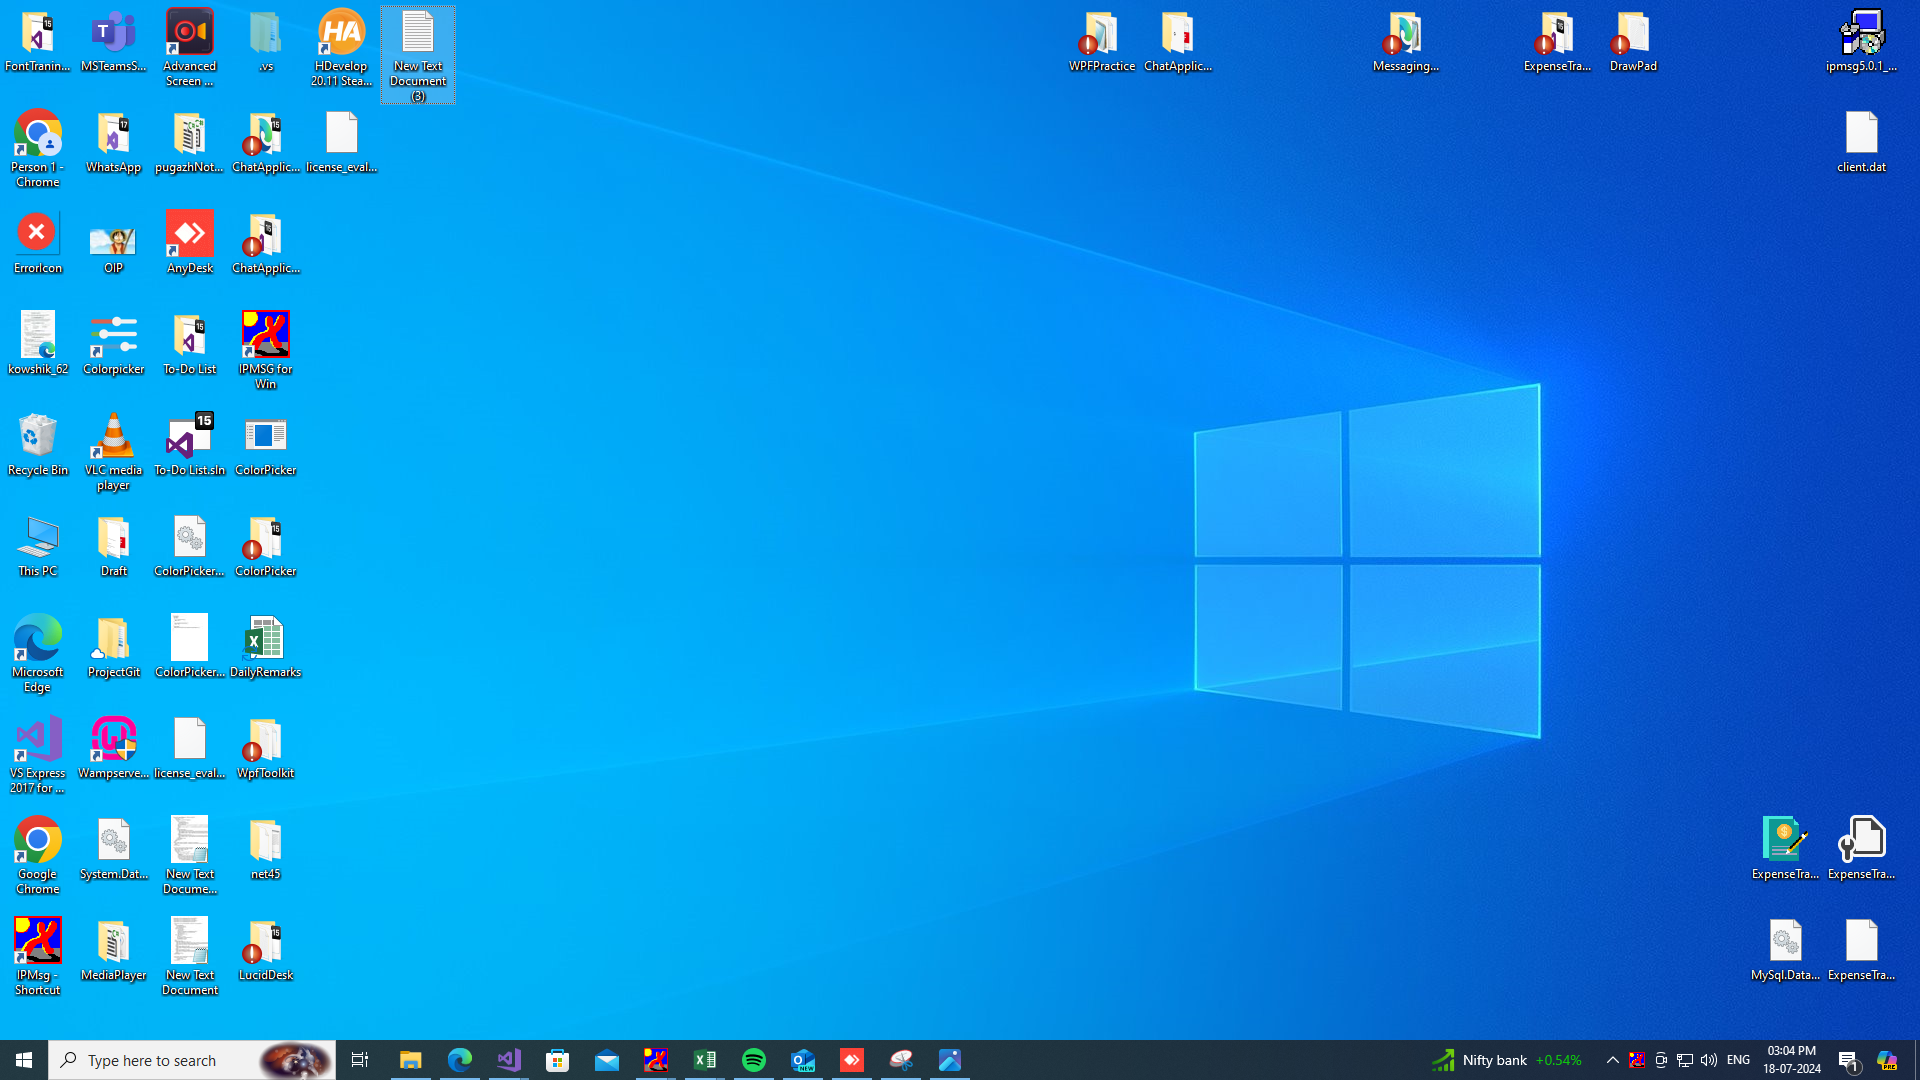 FontTranin...
MSTeamsS...
Advanced
Screen ...
.vs
HDevelop
20.11 Stea...
New Text
Document
(3)
WPFPractice
ChatApplic...
Messaging...
ExpenseTra...
DrawPad
ipmsg5.0.1_...
Person 1 -
Chrome
WhatsApp
pugazhNot...
ChatApplic...
license_eval...
client.dat
ErrorIcon
OIP
AnyDesk
ChatApplic...
kowshik_62
Colorpicker
To-Do List
IPMSG for
Win
Recycle Bin
VLC media
player
To-Do List.sln
ColorPicker
This PC
Draft
ColorPicker...
ColorPicker
Microsoft
Edge
ProjectGit
ColorPicker...
DailyRemarks
VS Express
2017 for ...
Wampserve...
license_eval...
WpfToolkit
Google
Chrome
System.Dat...
New Text
Docume...
net45
ExpenseTra...
ExpenseTra...
IPMsg -
Shortcut
MediaPlayer
New Text
Document
LucidDesk
MySql.Data...
ExpenseTra...
Type here to search
Nifty bank +0.54%
ENG
03:04 PM
18-07-2024